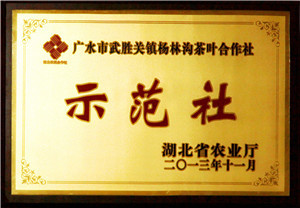 广水市武胜关镇杨林沟茶叶合作社
示范社
湖北省农业厅
二〇一三年十一月